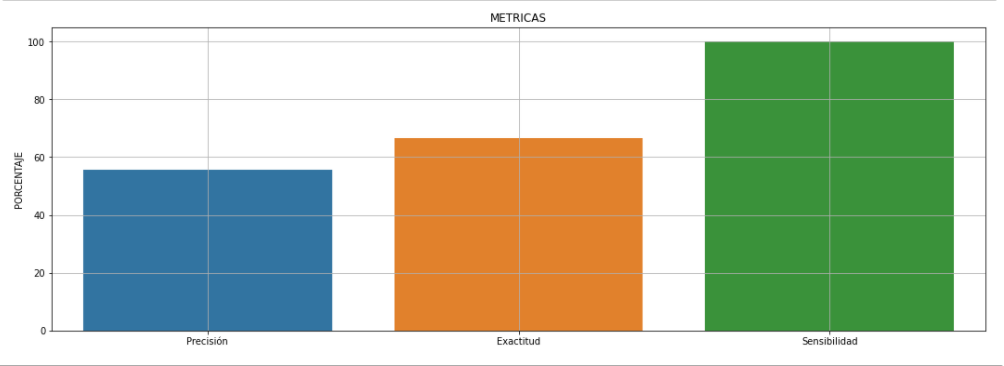 METRICAS
PORCENTAJE
100
80
60
40
20
0
Precisión
Exactitud
Sensibilidad